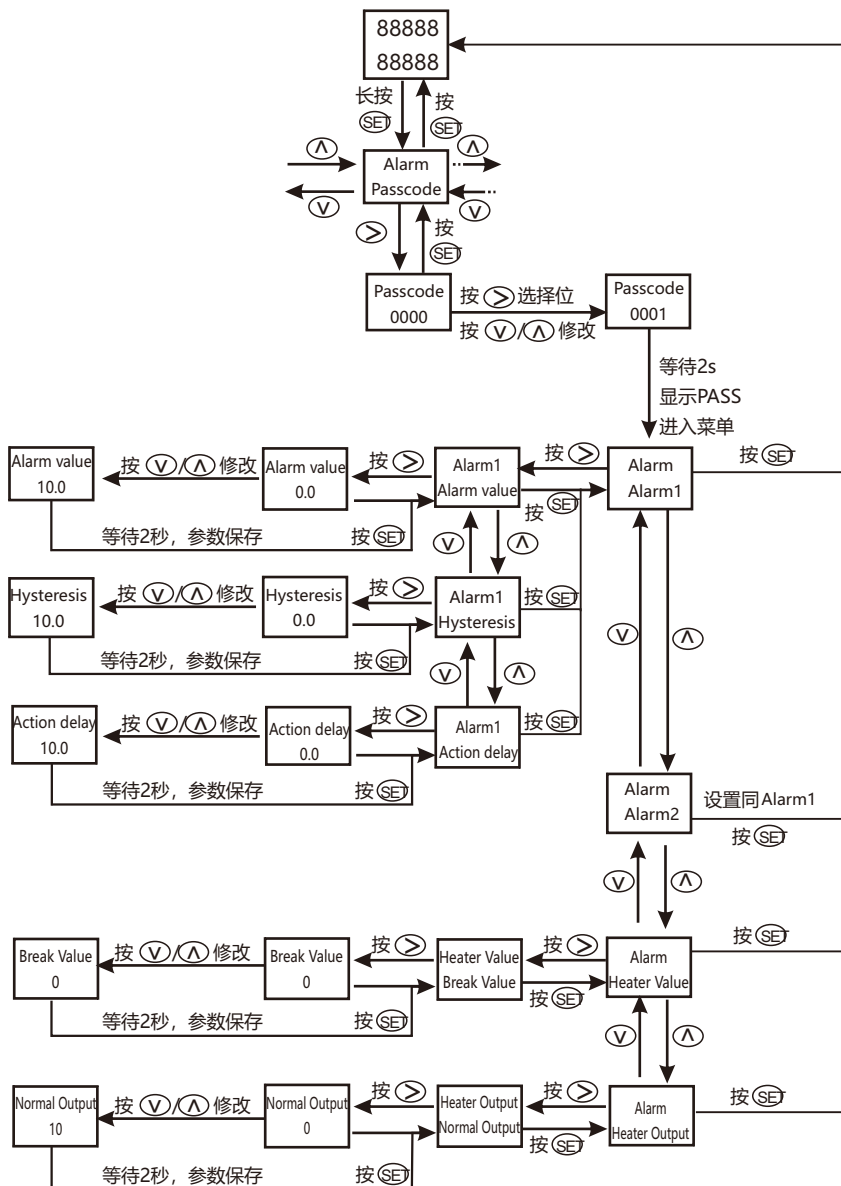 88888
88888
长按
SET
按
SET
∧
∧
Alarm
Passcode
∨
∨
>
按
SET
Passcode
0000
按 > 选择位
按 ∨/∧ 修改
Passcode
0001
等待2s
显示PASS
进入菜单
Alarm value
10.0
按 ∨/∧ 修改
Alarm value
0.0
按 >
Alarm1
Alarm value
按 >
Alarm
Alarm1
按 SET
等待2秒，参数保存
按 SET
按 SET
∨
∧
Hysteresis
10.0
按 ∨/∧ 修改
Hysteresis
0.0
按 >
Alarm1
Hysteresis
按 SET
等待2秒，参数保存
按 SET
∨
∧
∨
∧
Action delay
10.0
按 ∨/∧ 修改
Action delay
0.0
按 >
Alarm1
Action delay
按 SET
等待2秒，参数保存
按 SET
Alarm
Alarm2
设置同Alarm1
按 SET
∨
∧
Break Value
0
按 ∨/∧ 修改
Break Value
0
按 >
Heater Value
Break Value
按 >
Alarm
Heater Value
按 SET
等待2秒，参数保存
按 SET
按 SET
∨
∧
Normal Output
10
按 ∨/∧ 修改
Normal Output
0
按 >
Heater Output
Normal Output
按 >
Alarm
Heater Output
按 SET
等待2秒，参数保存
按 SET
按 SET